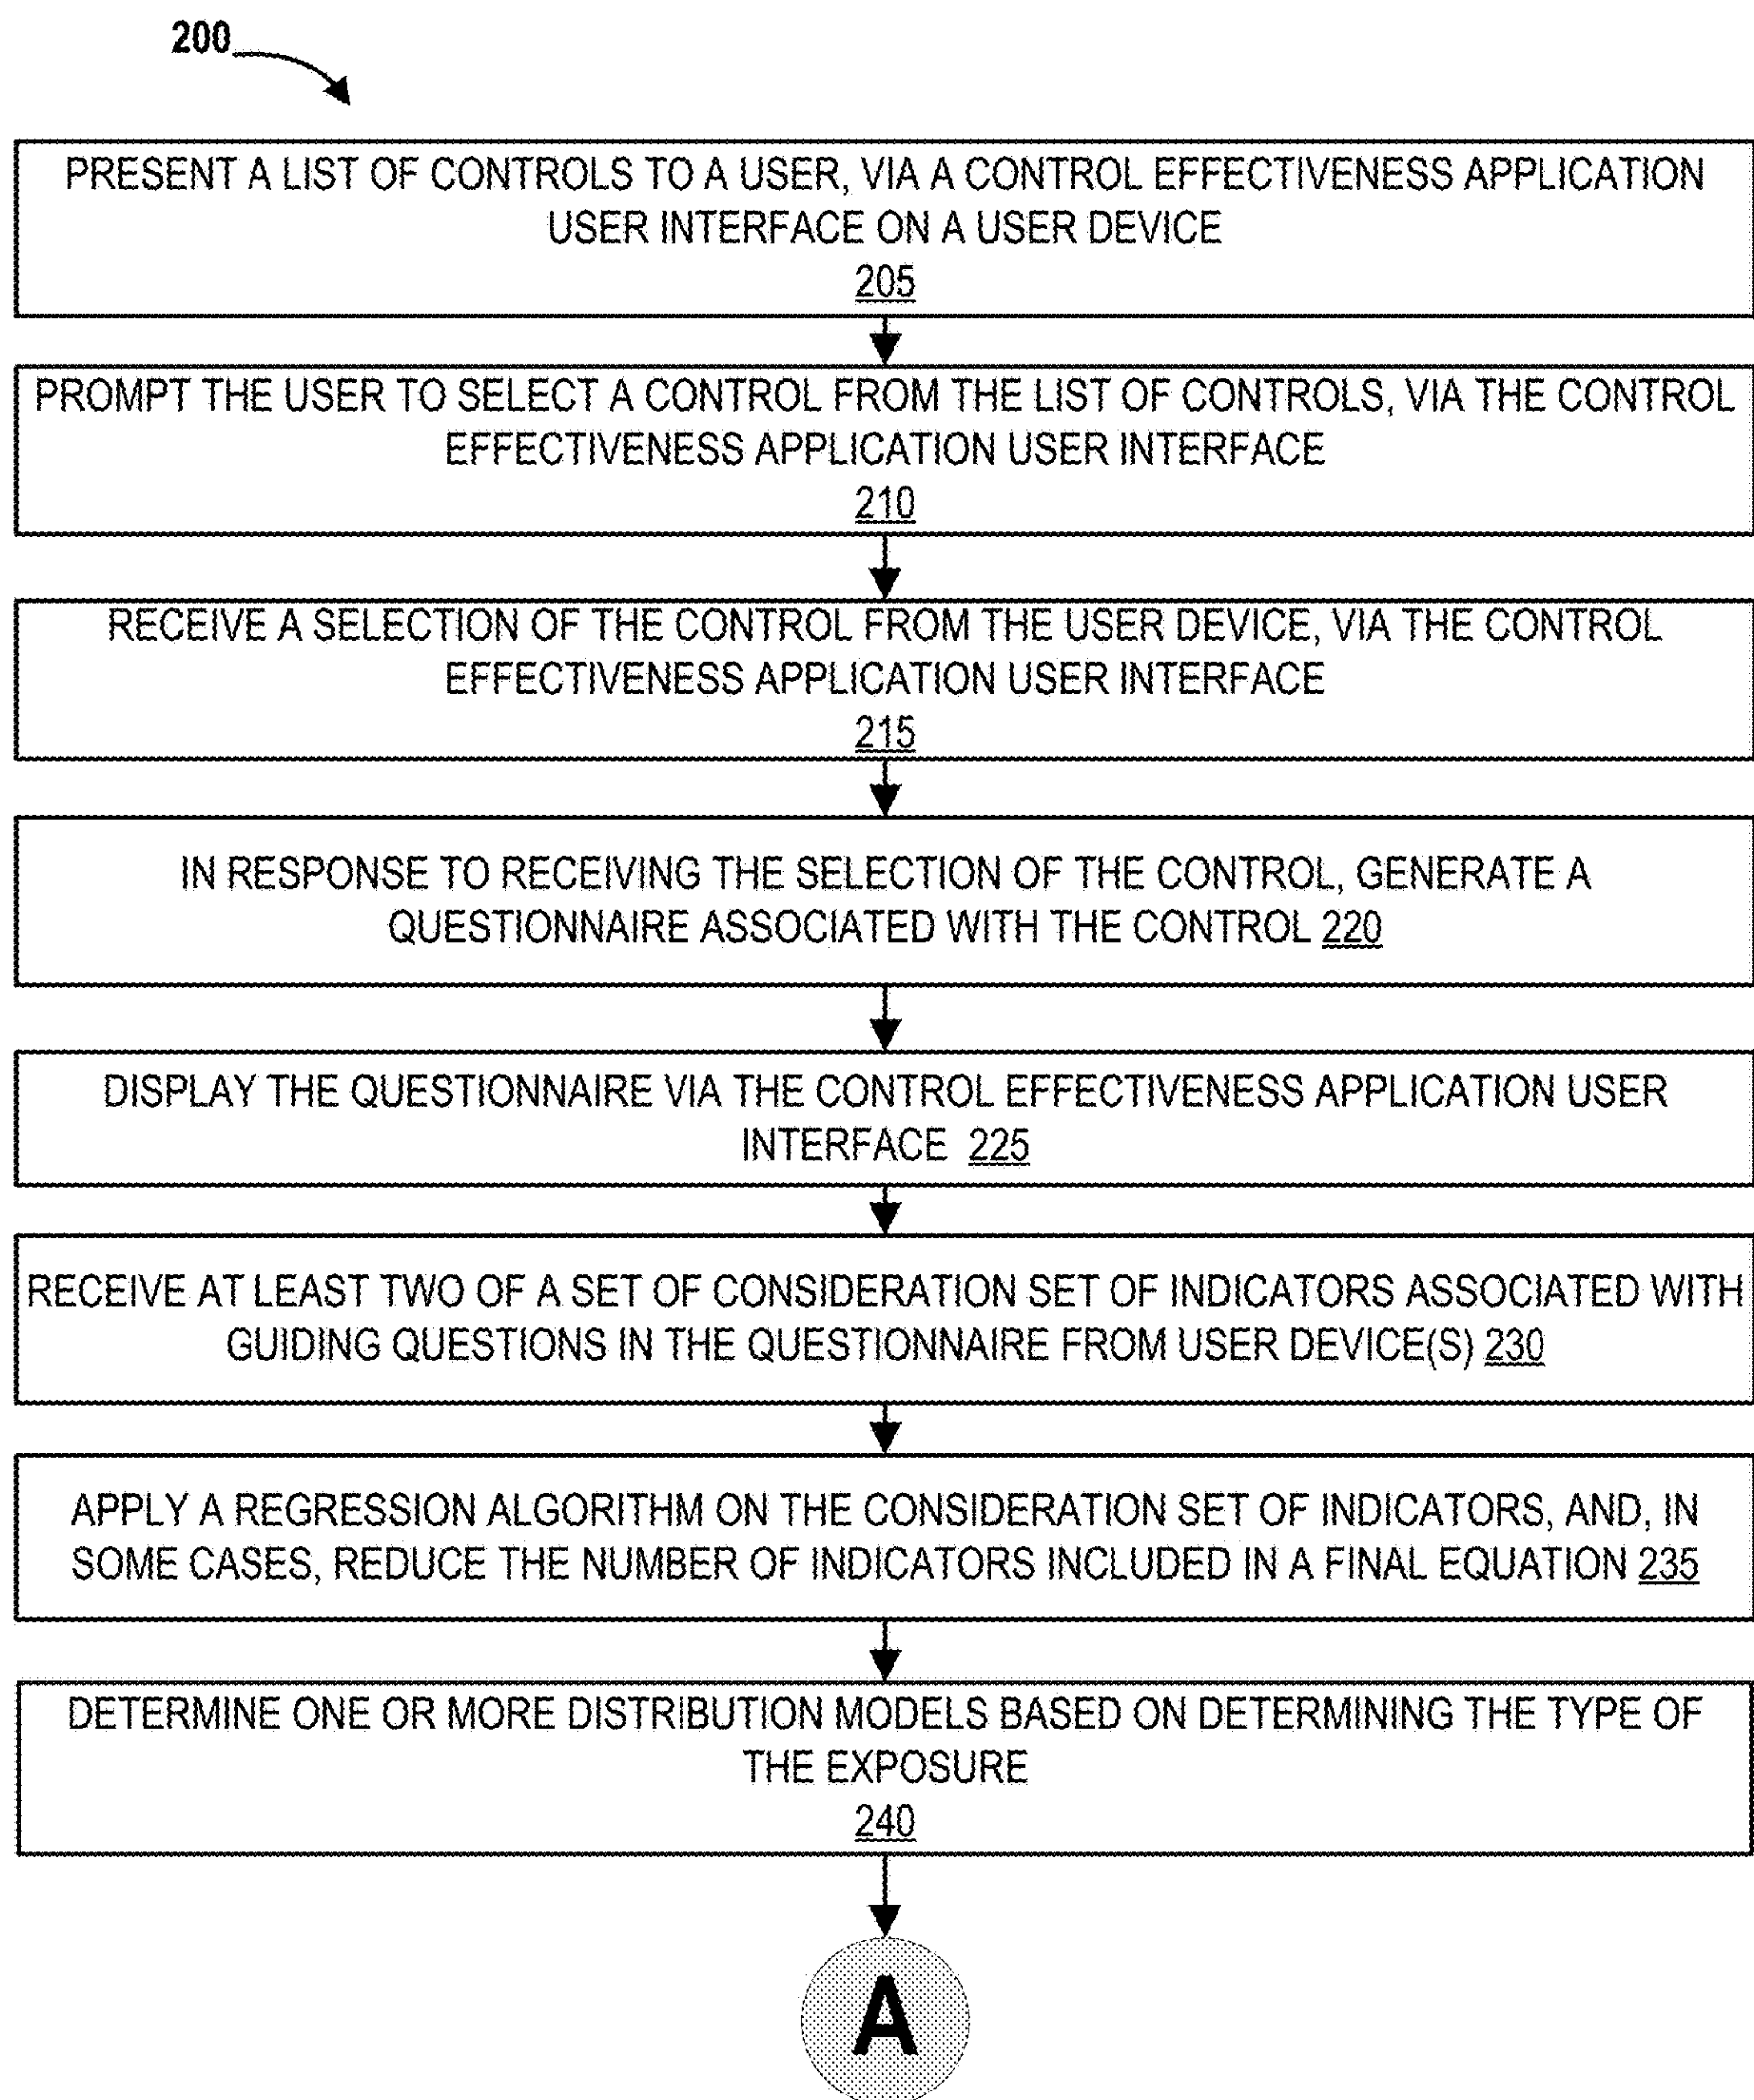 200
PRESENT A LIST OF CONTROLS TO A USER, VIA A CONTROL EFFECTIVENESS APPLICATION
USER INTERFACE ON A USER DEVICE
205
PROMPT THE USER TO SELECT A CONTROL FROM THE LIST OF CONTROLS, VIA THE CONTROL
EFFECTIVENESS APPLICATION USER INTERFACE
210
RECEIVE A SELECTION OF THE CONTROL FROM THE USER DEVICE, VIA THE CONTROL
EFFECTIVENESS APPLICATION USER INTERFACE
215
IN RESPONSE TO RECEIVING THE SELECTION OF THE CONTROL, GENERATE A
QUESTIONNAIRE ASSOCIATED WITH THE CONTROL 220
DISPLAY THE QUESTIONNAIRE VIA THE CONTROL EFFECTIVENESS APPLICATION USER
INTERFACE 225
RECEIVE AT LEAST TWO OF A SET OF CONSIDERATION SET OF INDICATORS ASSOCIATED WITH
GUIDING QUESTIONS IN THE QUESTIONNAIRE FROM USER DEVICE(S) 230
APPLY A REGRESSION ALGORITHM ON THE CONSIDERATION SET OF INDICATORS, AND, IN
SOME CASES, REDUCE THE NUMBER OF INDICATORS INCLUDED IN A FINAL EQUATION 235
DETERMINE ONE OR MORE DISTRIBUTION MODELS BASED ON DETERMINING THE TYPE OF
THE EXPOSURE
240
A